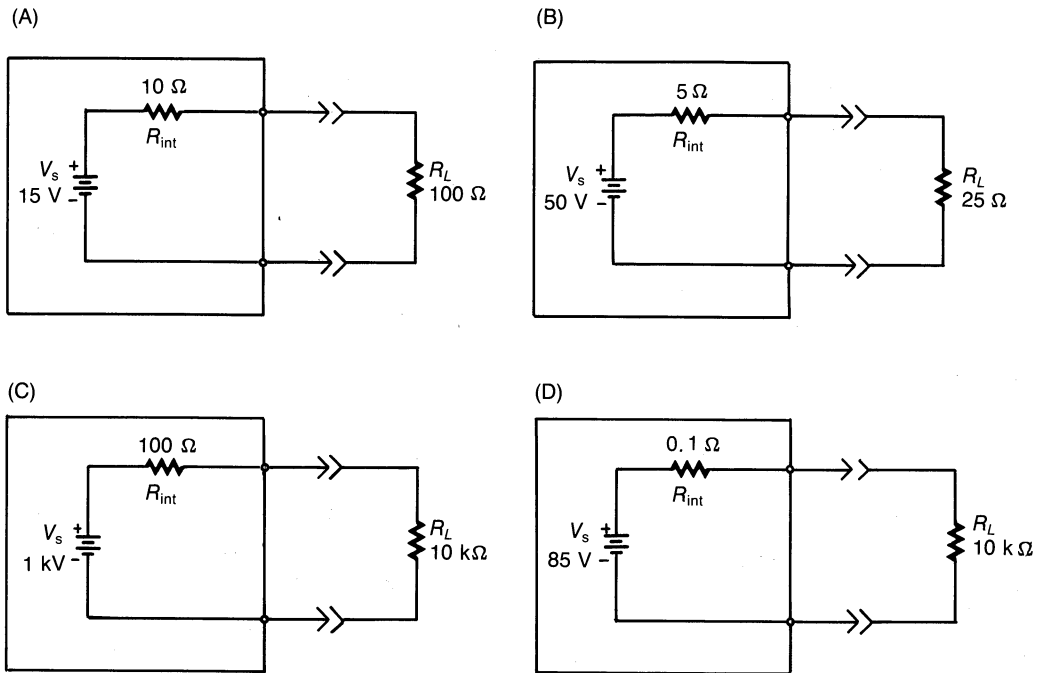 (A)
10 Ω
R_int
V_s +
15 V −
R_L
100 Ω
(B)
5 Ω
R_int
V_s +
50 V −
R_L
25 Ω
(C)
100 Ω
R_int
V_s +
1 kV −
R_L
10 kΩ
(D)
0.1 Ω
R_int
V_s +
85 V −
R_L
10 kΩ